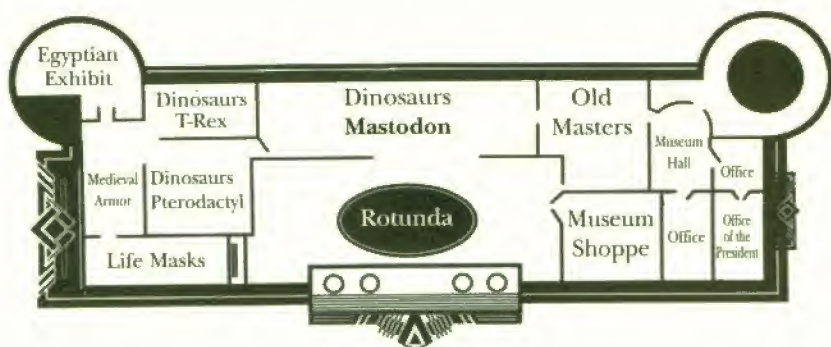 Egyptian
Exhibit
Dinosaurs
T-Rex
Dinosaurs
Mastodon
Old
Masters
Museum
Hall
Office
Medieval
Armor
Dinosaurs
Pterodactyl
Rotunda
Museum
Shoppe
Office
Office
of the
President
Life Masks